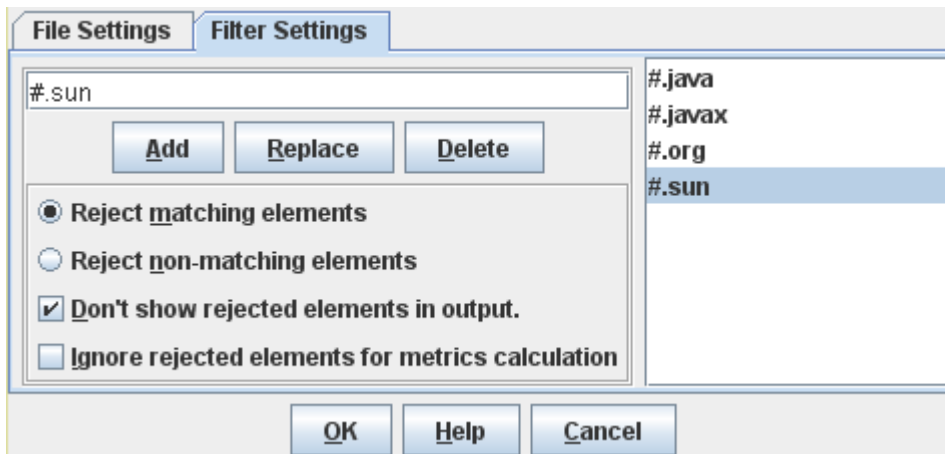 File Settings Filter Settings
#.sun
Add Replace Delete
Reject matching elements
Reject non-matching elements
Don't show rejected elements in output.
Ignore rejected elements for metrics calculation
#.java
#.javax
#.org
#.sun
OK Help Cancel